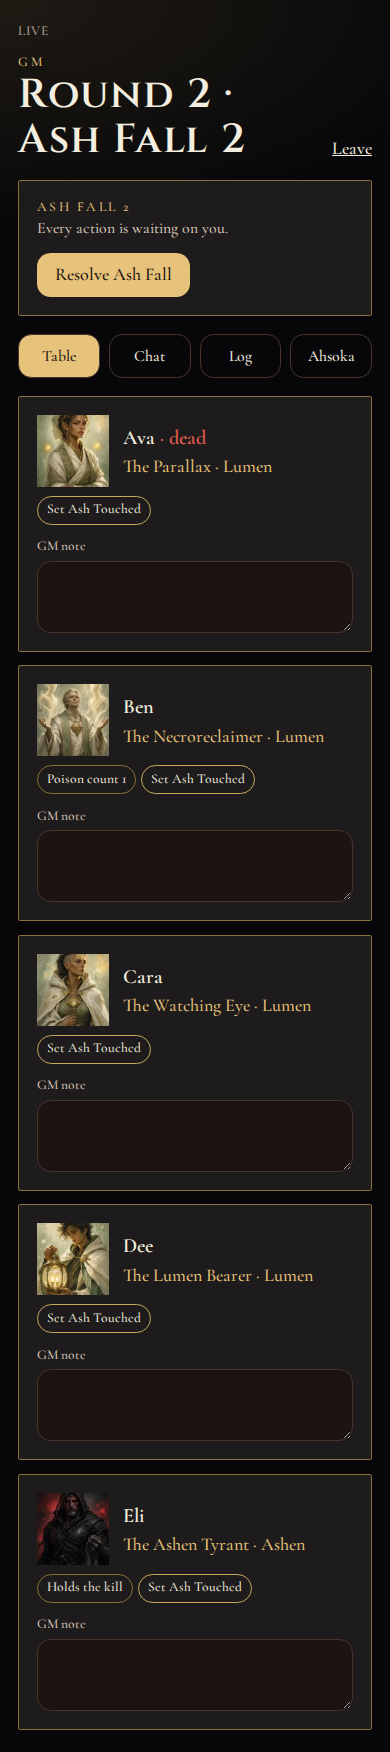 LIVE
GM
Round 2 ·
Ash Fall 2
Leave
ASH FALL 2
Every action is waiting on you.
Resolve Ash Fall
Table
Chat
Log
Ahsoka
Ava · dead
The Parallax · Lumen
Set Ash Touched
GM note
Ben
The Necroreclaimer · Lumen
Poison count 1
Set Ash Touched
GM note
Cara
The Watching Eye · Lumen
Set Ash Touched
GM note
Dee
The Lumen Bearer · Lumen
Set Ash Touched
GM note
Eli
The Ashen Tyrant · Ashen
Holds the kill
Set Ash Touched
GM note